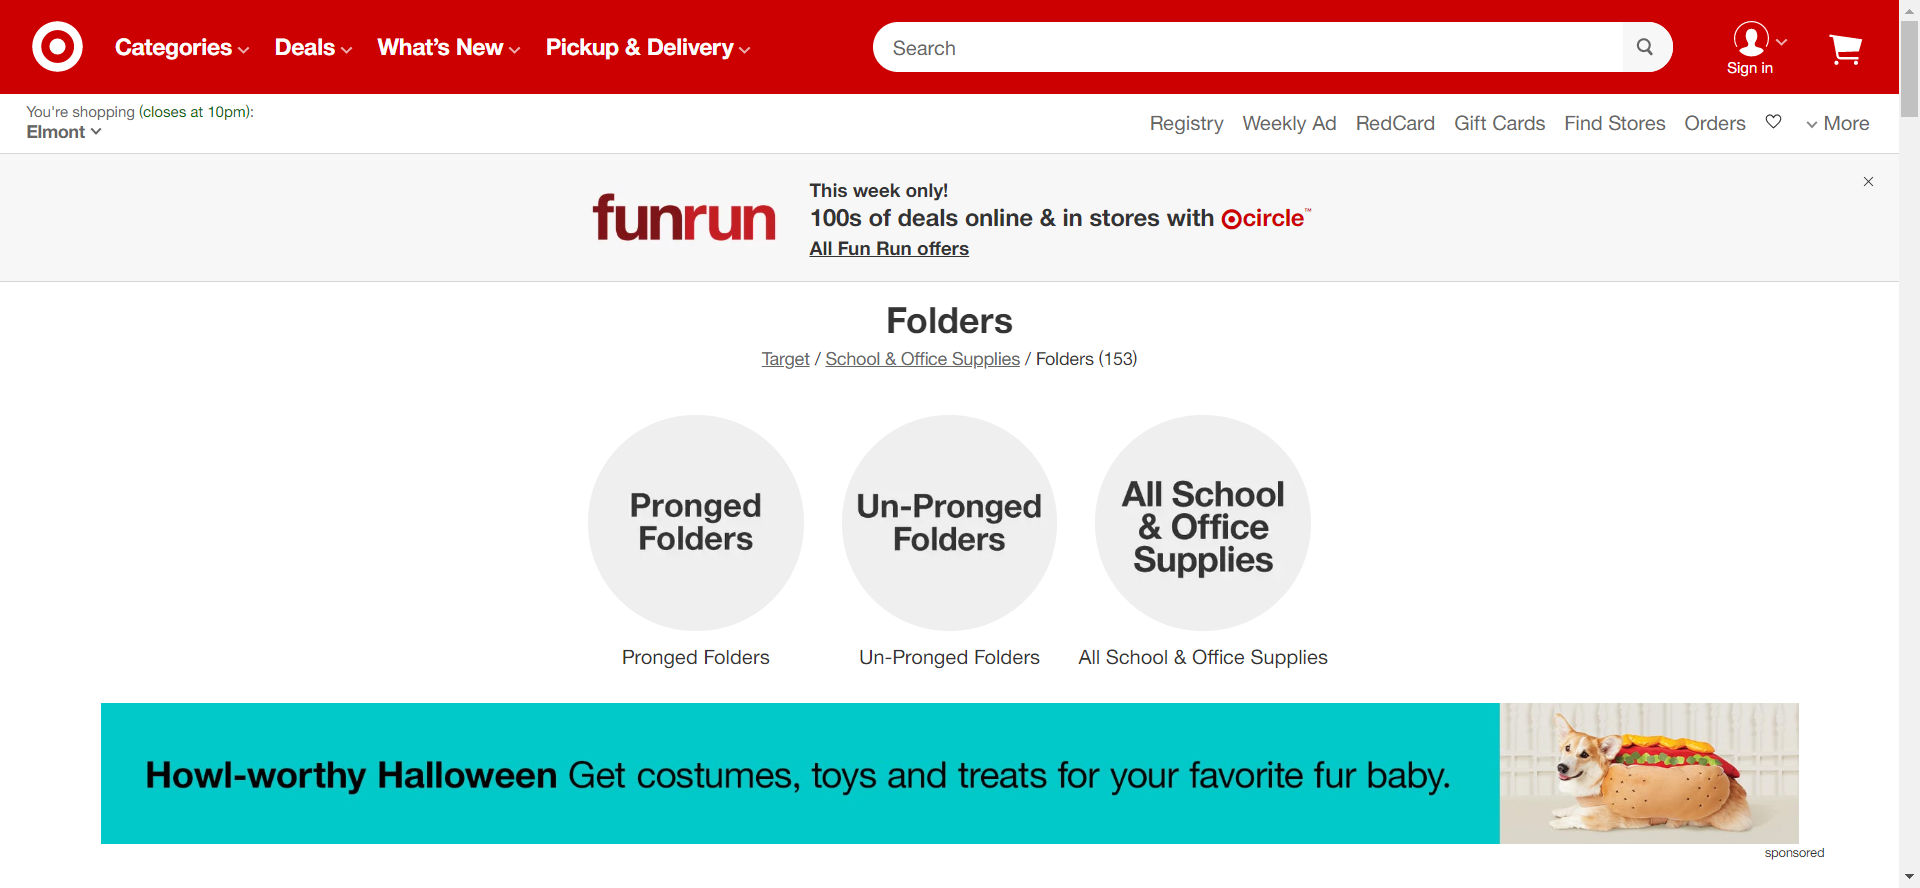 Categories
Deals
What's New
Pickup & Delivery
Search
Sign in
You're shopping (closes at 10pm):
Elmont
Registry
Weekly Ad
RedCard
Gift Cards
Find Stores
Orders
More
funrun
This week only!
100s of deals online & in stores with circle™
All Fun Run offers
Folders
Target / School & Office Supplies / Folders (153)
Pronged
Folders
Un-Pronged
Folders
All School
& Office
Supplies
Pronged Folders
Un-Pronged Folders
All School & Office Supplies
Howl-worthy Halloween Get costumes, toys and treats for your favorite fur baby.
sponsored